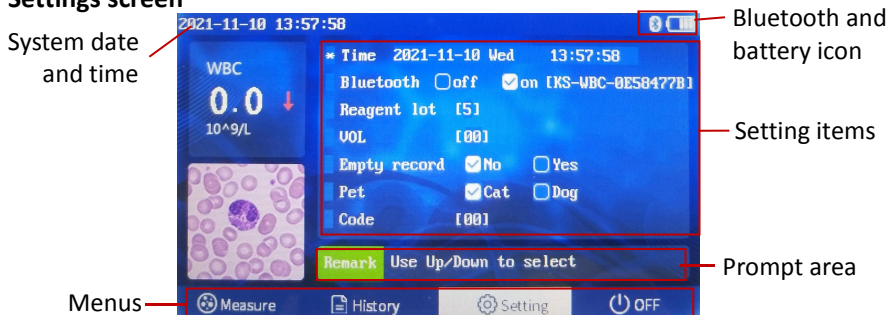 Settings screen
System date
and time
Bluetooth and
battery icon
Setting items
Prompt area
Menus
2021-11-10 13:57:58
WBC
0.0
10^9/L
* Time 2021-11-10 Wed 13:57:58
Bluetooth off on [KS-WBC-0E58477B]
Reagent lot [5]
VOL [00]
Empty record No Yes
Pet Cat Dog
Code [00]
Remark Use Up/Down to select
Measure History Setting OFF